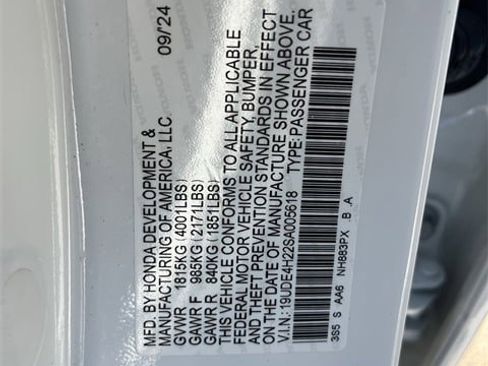 MFD. BY HONDA DEVELOPMENT & 09/24
MANUFACTURING OF AMERICA, LLC.
GVWR 1815KG (4001LBS)
GAWR F 985KG (2171LBS)
GAWR R 840KG (1851LBS)
THIS VEHICLE CONFORMS TO ALL APPLICABLE
FEDERAL MOTOR VEHICLE SAFETY, BUMPER,
AND THEFT PREVENTION STANDARDS IN EFFECT
ON THE DATE OF MANUFACTURE SHOWN ABOVE.
V.I.N.: 19UDE4H22SA005618 TYPE: PASSENGER CAR
3S5 S AA6 NH883PX B A